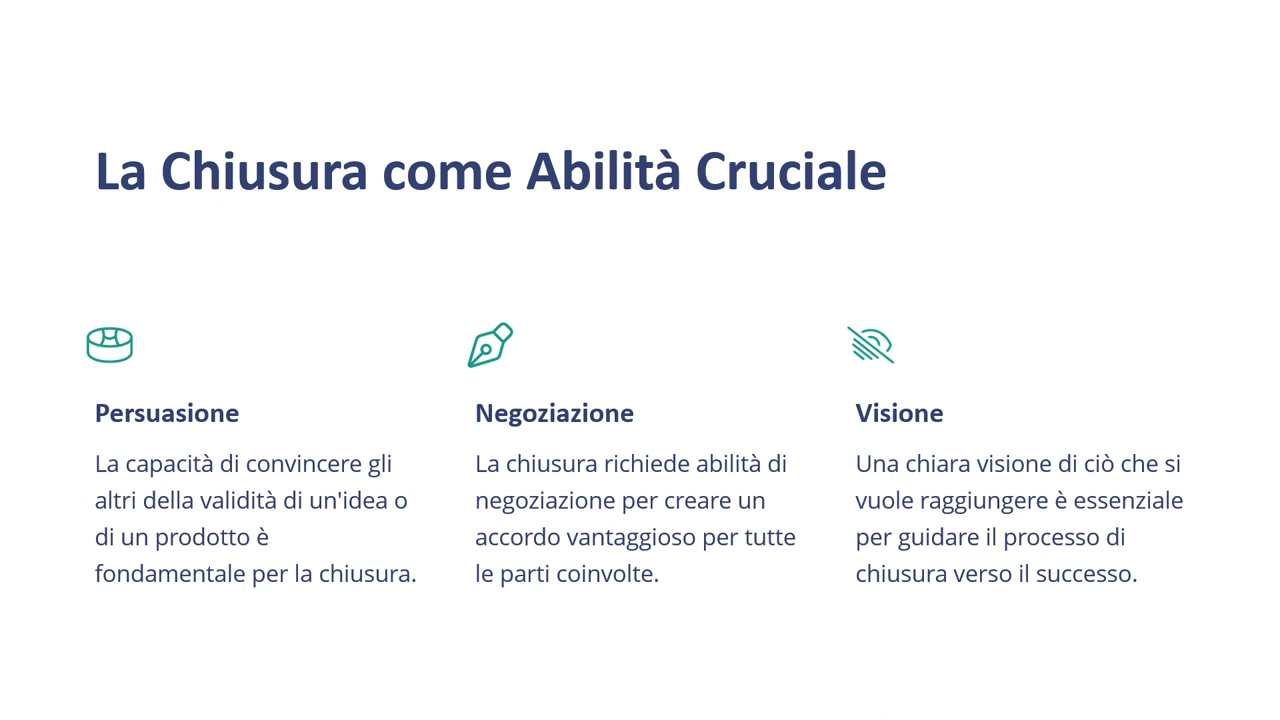 La Chiusura come Abilità Cruciale
Persuasione
La capacità di convincere gli
altri della validità di un'idea o
di un prodotto è
fondamentale per la chiusura.
Negoziazione
La chiusura richiede abilità di
negoziazione per creare un
accordo vantaggioso per tutte
le parti coinvolte.
Visione
Una chiara visione di ciò che si
vuole raggiungere è essenziale
per guidare il processo di
chiusura verso il successo.